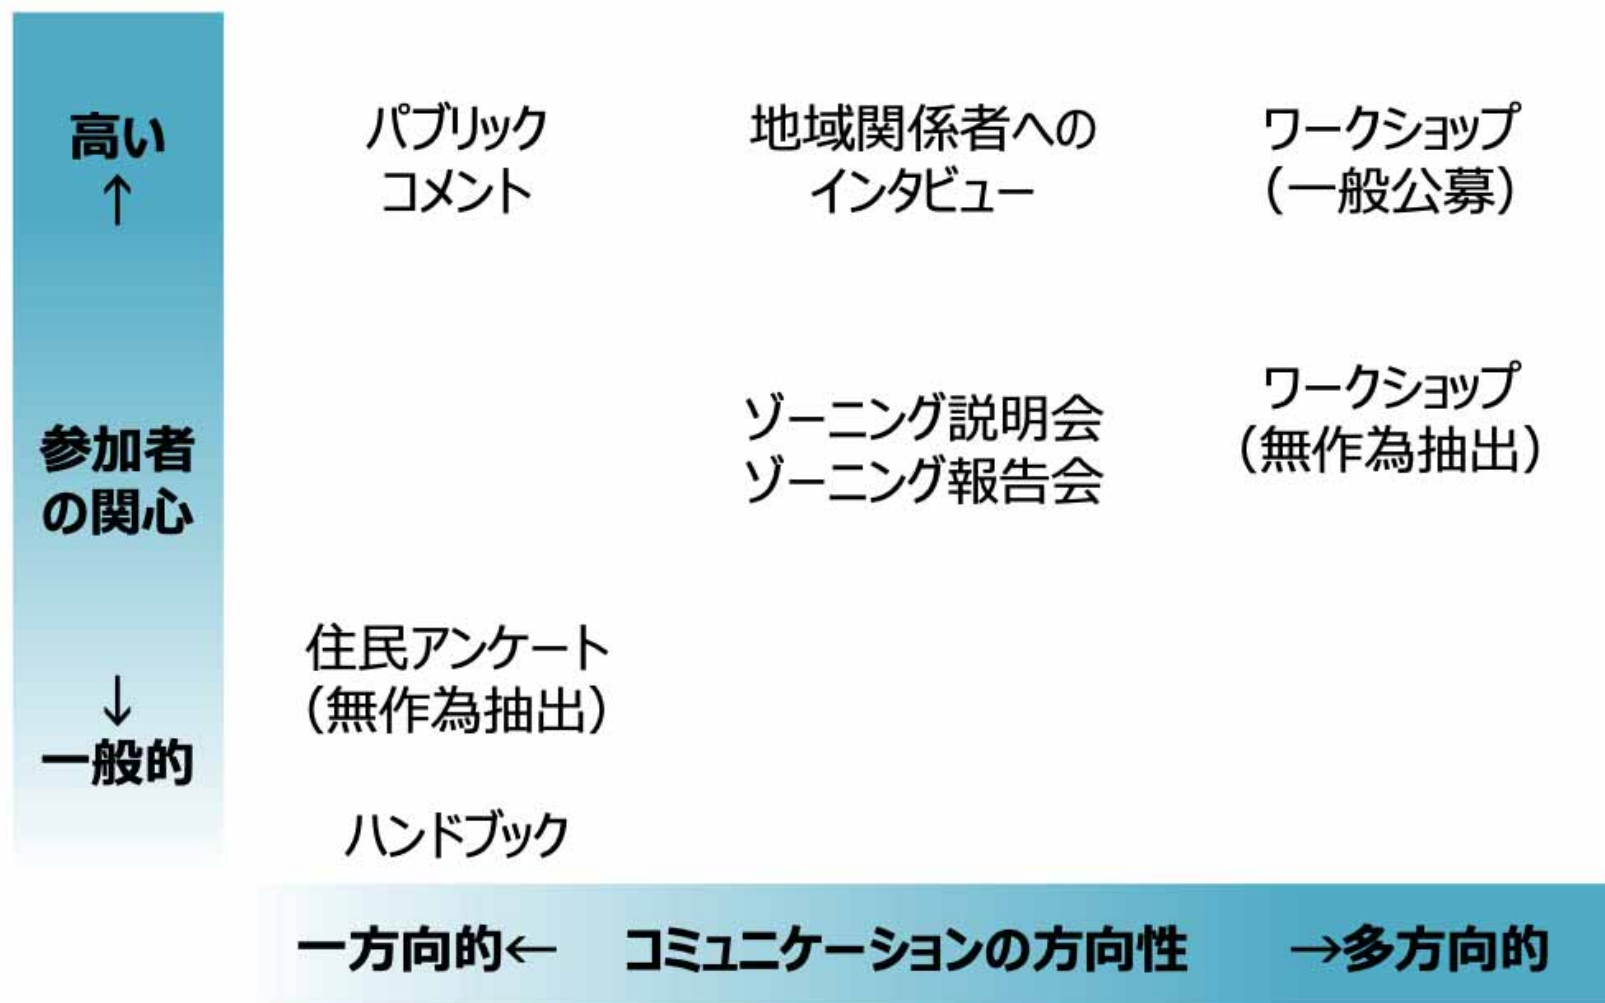 高い
↑
参加者
の関心
↓
一般的
パブリック
コメント
地域関係者への
インタビュー
ワークショップ
（一般公募）
ゾーニング説明会
ゾーニング報告会
ワークショップ
（無作為抽出）
住民アンケート
（無作為抽出）
ハンドブック
一方向的← コミュニケーションの方向性 →多方向的